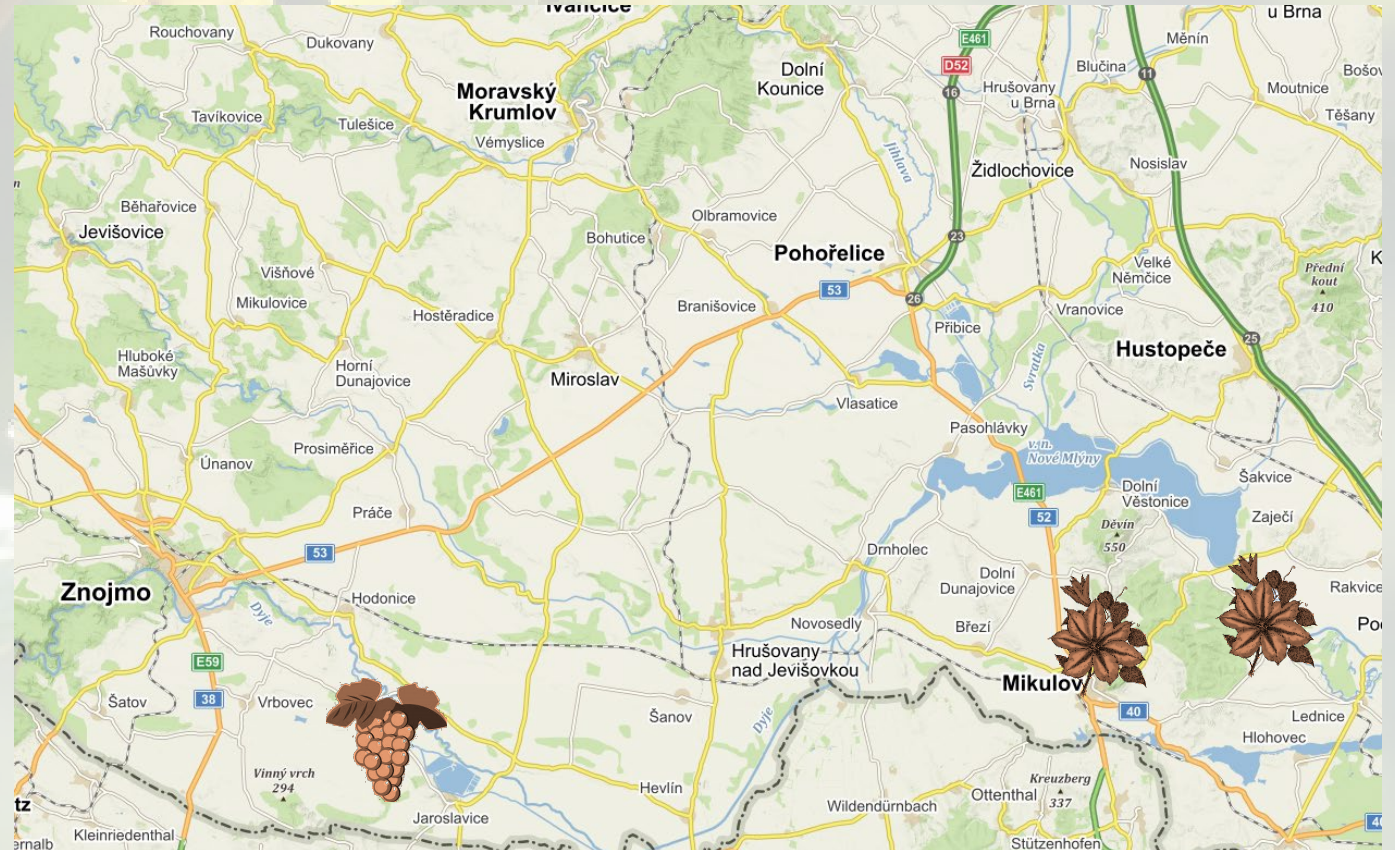 Ivančice
u Brna
Rouchovany
Dukovany
E461
Měnín
D52
Dolní
Kounice
Blučina
11
Moravský
Krumlov
16
Hrušovany
u Brna
Moutnice
Tavíkovice
Tulešice
Těšany
Vémyslice
Jihlava
Židlochovice
Nosislav
Běhařovice
Jevišovice
Olbramovice
Bohutice
23
Pohořelice
Velké
Němčice
Přední
kout
410
Višňové
Mikulovice
53
26
Hostěradice
Branišovice
Přibice
Vranovice
25
Hustopeče
Hluboké
Mašůvky
Horní
Dunajovice
Miroslav
Svratka
Vlasatice
Pasohlávky
Prosiměřice
v. n.
Nové Mlýny
Únanov
Šakvice
E461
Dolní
Věstonice
Práče
52
Zaječí
Děvín
550
53
Drnholec
Dolní
Dunajovice
Rakvice
Znojmo
Hodonice
Dyje
Novosedly
Březí
Hrušovany
nad Jevišovkou
E59
Mikulov
38
Šatov
Vrbovec
Šanov
Dyje
40
Lednice
Hlohovec
Vinný vrch
294
Hevlín
Kreuzberg
337
Ottenthal
Wildendürnbach
Jaroslavice
Kleinriedenthal
Stützenhofen